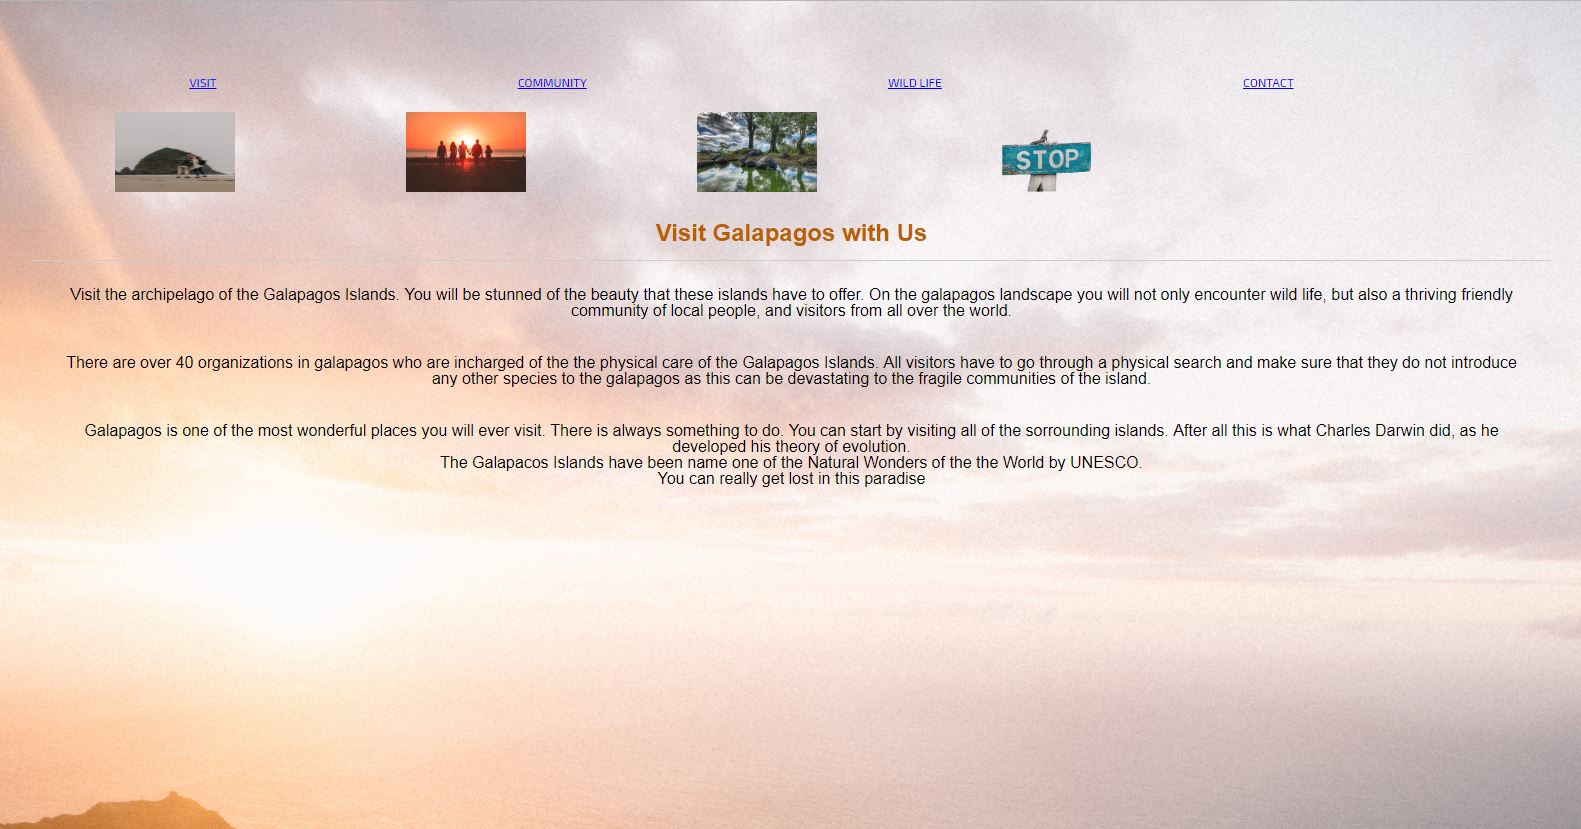 VISIT COMMUNITY WILD LIFE CONTACT
STOP
Visit Galapagos with Us
Visit the archipelago of the Galapagos Islands. You will be stunned of the beauty that these islands have to offer. On the galapagos landscape you will not only encounter wild life, but also a thriving friendly
community of local people, and visitors from all over the world.
There are over 40 organizations in galapagos who are incharged of the the physical care of the Galapagos Islands. All visitors have to go through a physical search and make sure that they do not introduce
any other species to the galapagos as this can be devastating to the fragile communities of the island.
Galapagos is one of the most wonderful places you will ever visit. There is always something to do. You can start by visiting all of the sorrounding islands. After all this is what Charles Darwin did, as he
developed his theory of evolution.
The Galapacos Islands have been name one of the Natural Wonders of the the World by UNESCO.
You can really get lost in this paradise